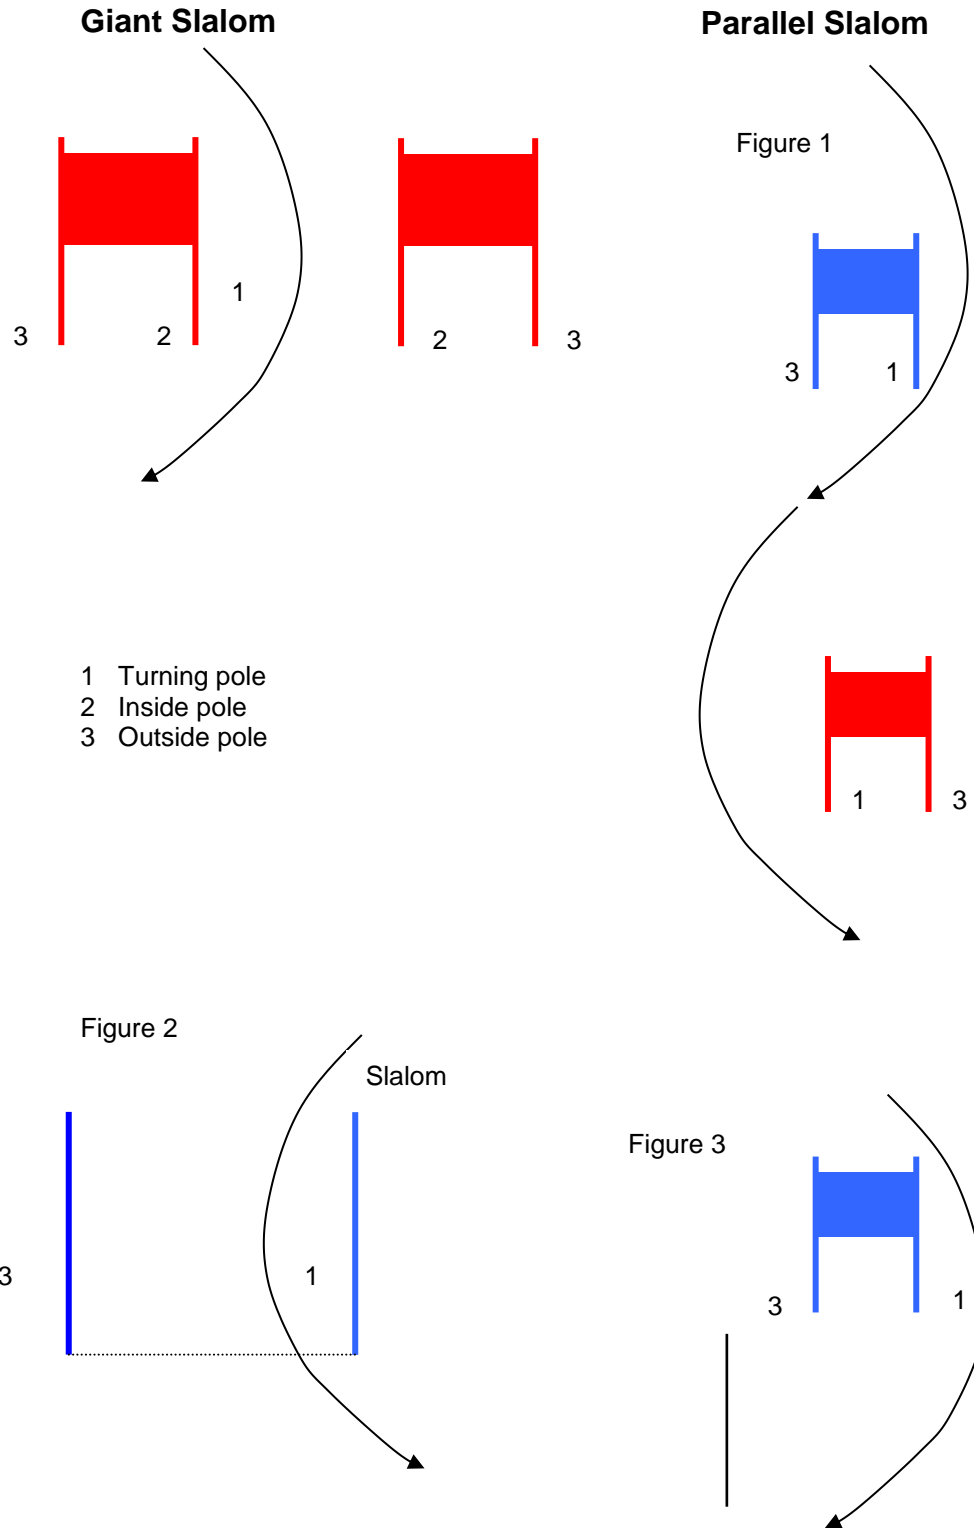 Giant Slalom
Parallel Slalom
Figure 1
1
3 2 2 3
3 1
1 Turning pole
2 Inside pole
3 Outside pole
1 3
Figure 2
Slalom
Figure 3
3 1
3 1